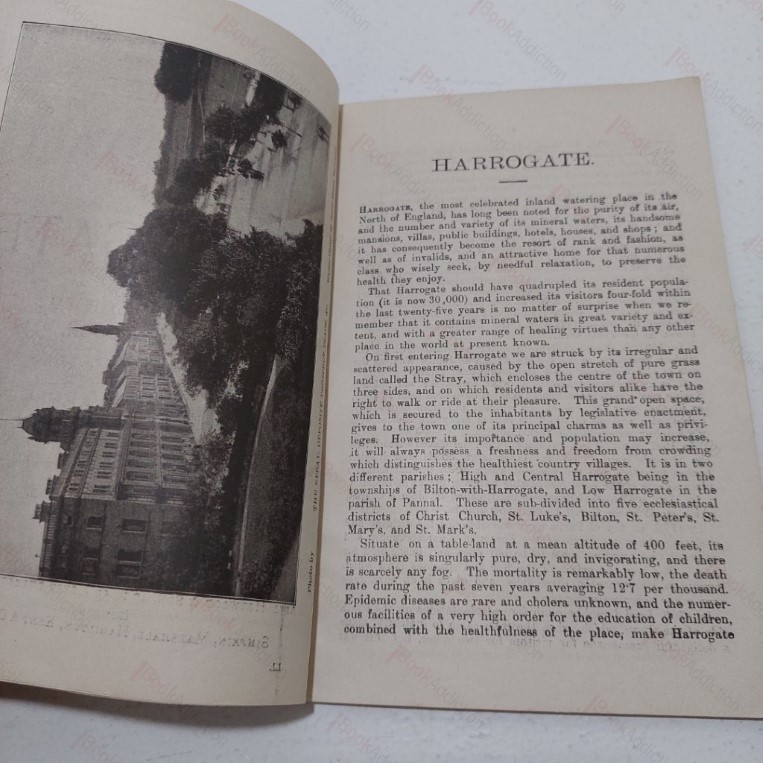 HARROGATE.
HARROGATE, the most celebrated inland watering place in the
North of England, has long been noted for the purity of its air,
and the number and variety of its mineral waters, its handsome
mansions, villas, public buildings, hotels, houses, and shops; and
it has consequently become the resort of rank and fashion, as
well as of invalids, and an attractive home for that numerous
class who wisely seek, by needful relaxation, to preserve the
health they enjoy.
That Harrogate should have quadrupled its resident popula-
tion (it is now 30,000) and increased its visitors four-fold within
the last twenty-five years is no matter of surprise when we re-
member that it contains mineral waters in great variety and ex-
tent, and with a greater range of healing virtues than any other
place in the world at present known.
On first entering Harrogate we are struck by its irregular and
scattered appearance, caused by the open stretch of pure grass
land called the Stray, which encloses the centre of the town on
three sides, and on which residents and visitors alike have the
right to walk or ride at their pleasure. This grand open space,
which is secured to the inhabitants by legislative enactment,
gives to the town one of its principal charms as well as privi-
leges. However its importance and population may increase,
it will always possess a freshness and freedom from crowding
which distinguishes the healthiest country villages. It is in two
different parishes; High and Central Harrogate being in the
townships of Bilton-with-Harrogate, and Low Harrogate in the
parish of Pannal. These are sub-divided into five ecclesiastical
districts of Christ Church, St. Luke's, Bilton, St. Peter's, St.
Mary's, and St. Mark's.
Situate on a table-land at a mean altitude of 400 feet, its
atmosphere is singularly pure, dry, and invigorating, and there
is scarcely any fog. The mortality is remarkably low, the death
rate during the past seven years averaging 12·7 per thousand.
Epidemic diseases are rare and cholera unknown, and the numer-
ous facilities of a very high order for the education of children,
combined with the healthfulness of the place, make Harrogate
Photo by
BookAddiction